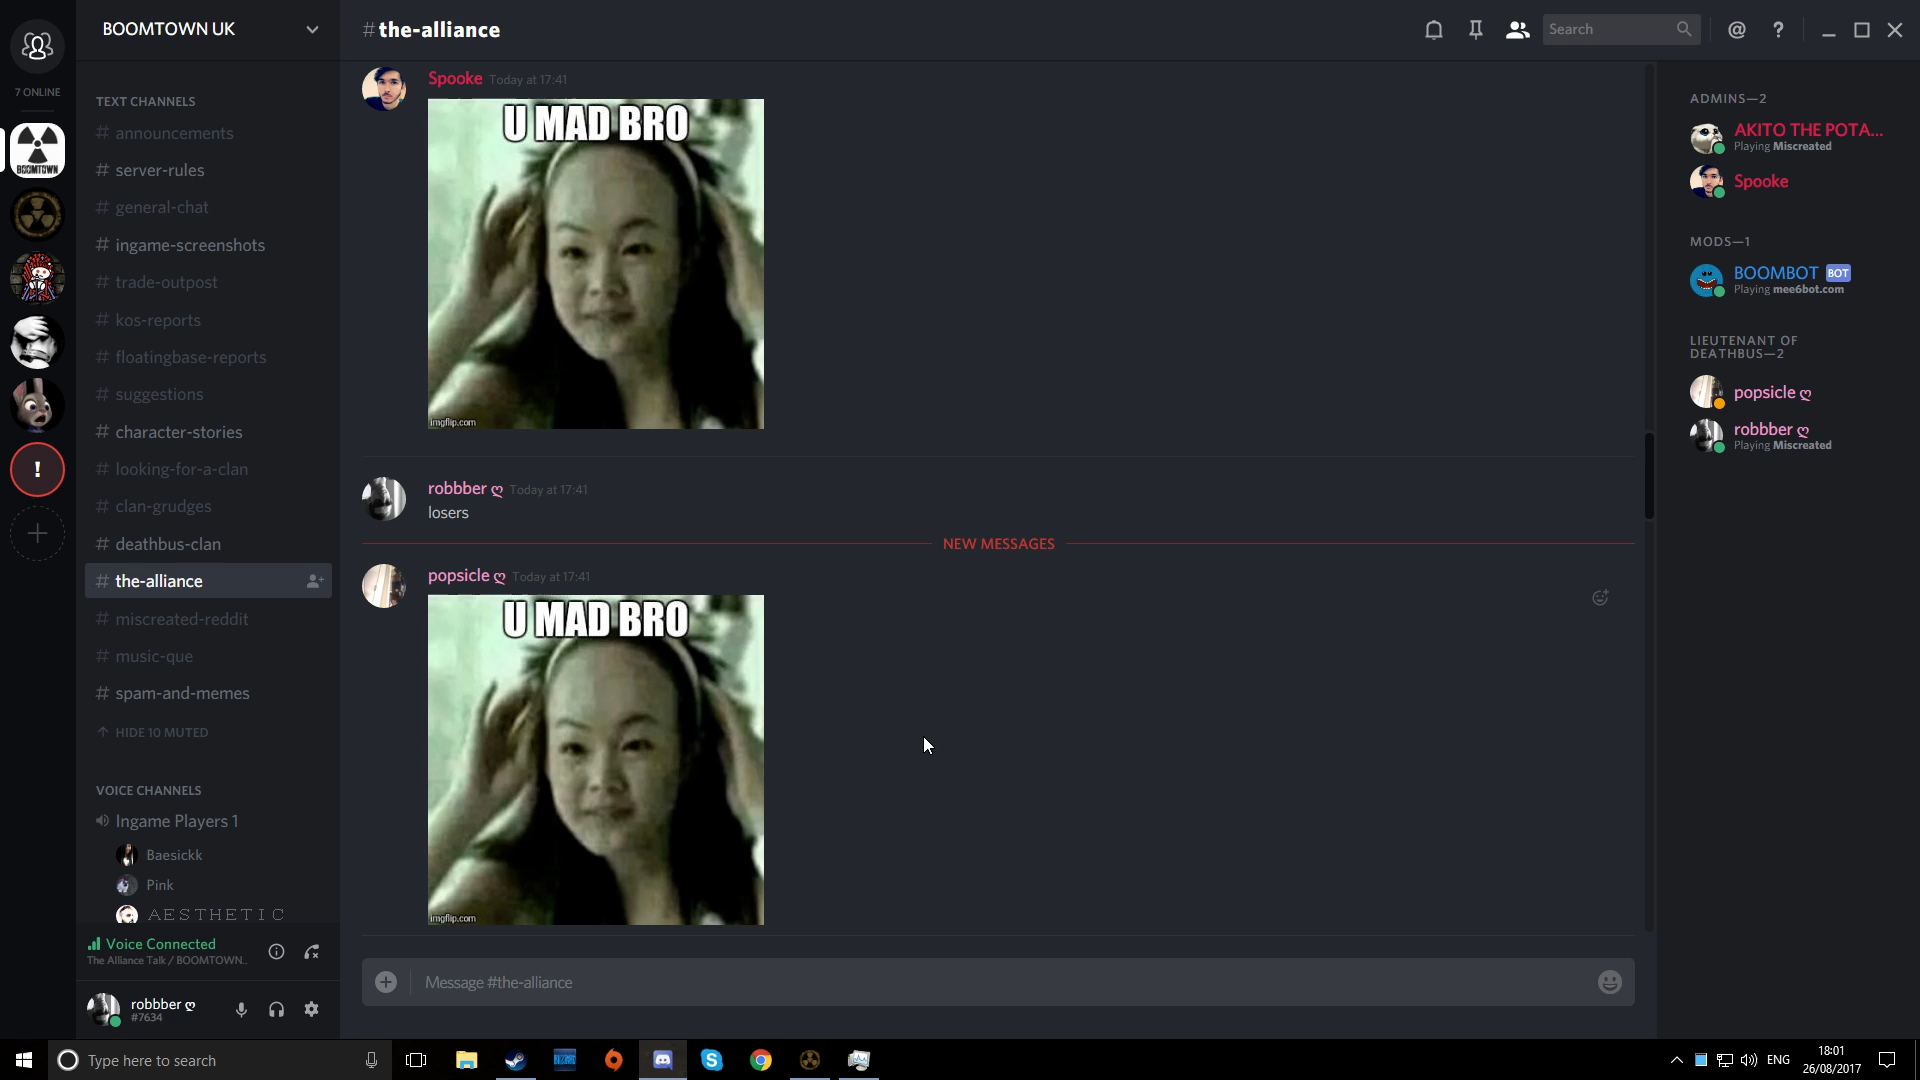 7 ONLINE
BOOMTOWN
BOOMTOWN UK
TEXT CHANNELS
# announcements
# server-rules
# general-chat
# ingame-screenshots
# trade-outpost
# kos-reports
# floatingbase-reports
# suggestions
# character-stories
# looking-for-a-clan
# clan-grudges
# deathbus-clan
# the-alliance
# miscreated-reddit
# music-que
# spam-and-memes
HIDE 10 MUTED
VOICE CHANNELS
Ingame Players 1
Baesickk
Pink
AESTHETIC
Voice Connected
The Alliance Talk / BOOMTOWN...
robbber ღ
#7634
#the-alliance
Search
@ ?
Spooke Today at 17:41
U MAD BRO
imgflip.com
robbber ღ Today at 17:41
losers
NEW MESSAGES
popsicle ღ Today at 17:41
U MAD BRO
imgflip.com
Message #the-alliance
ADMINS—2
AKITO THE POTA...
Playing Miscreated
Spooke
MODS—1
BOOMBOT BOT
Playing mee6bot.com
LIEUTENANT OF
DEATHBUS—2
popsicle ღ
robbber ღ
Playing Miscreated
Type here to search
ENG
18:01
26/08/2017